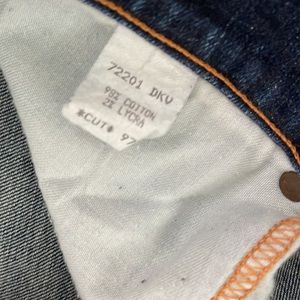 72201 DKV
98% COTTON
2% LYCRA
*CUT* 97